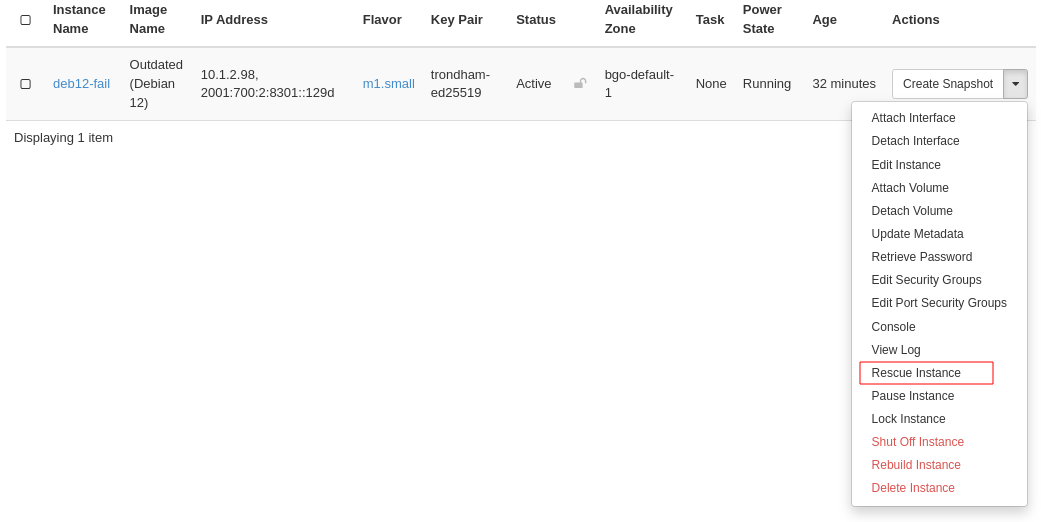 Instance Name
Image Name
IP Address
Flavor
Key Pair
Status
Availability Zone
Task
Power State
Age
Actions
deb12-fail
Outdated (Debian 12)
10.1.2.98, 2001:700:2:8301::129d
m1.small
trondham-ed25519
Active
bgo-default-1
None
Running
32 minutes
Create Snapshot
Displaying 1 item
Attach Interface
Detach Interface
Edit Instance
Attach Volume
Detach Volume
Update Metadata
Retrieve Password
Edit Security Groups
Edit Port Security Groups
Console
View Log
Rescue Instance
Pause Instance
Lock Instance
Shut Off Instance
Rebuild Instance
Delete Instance